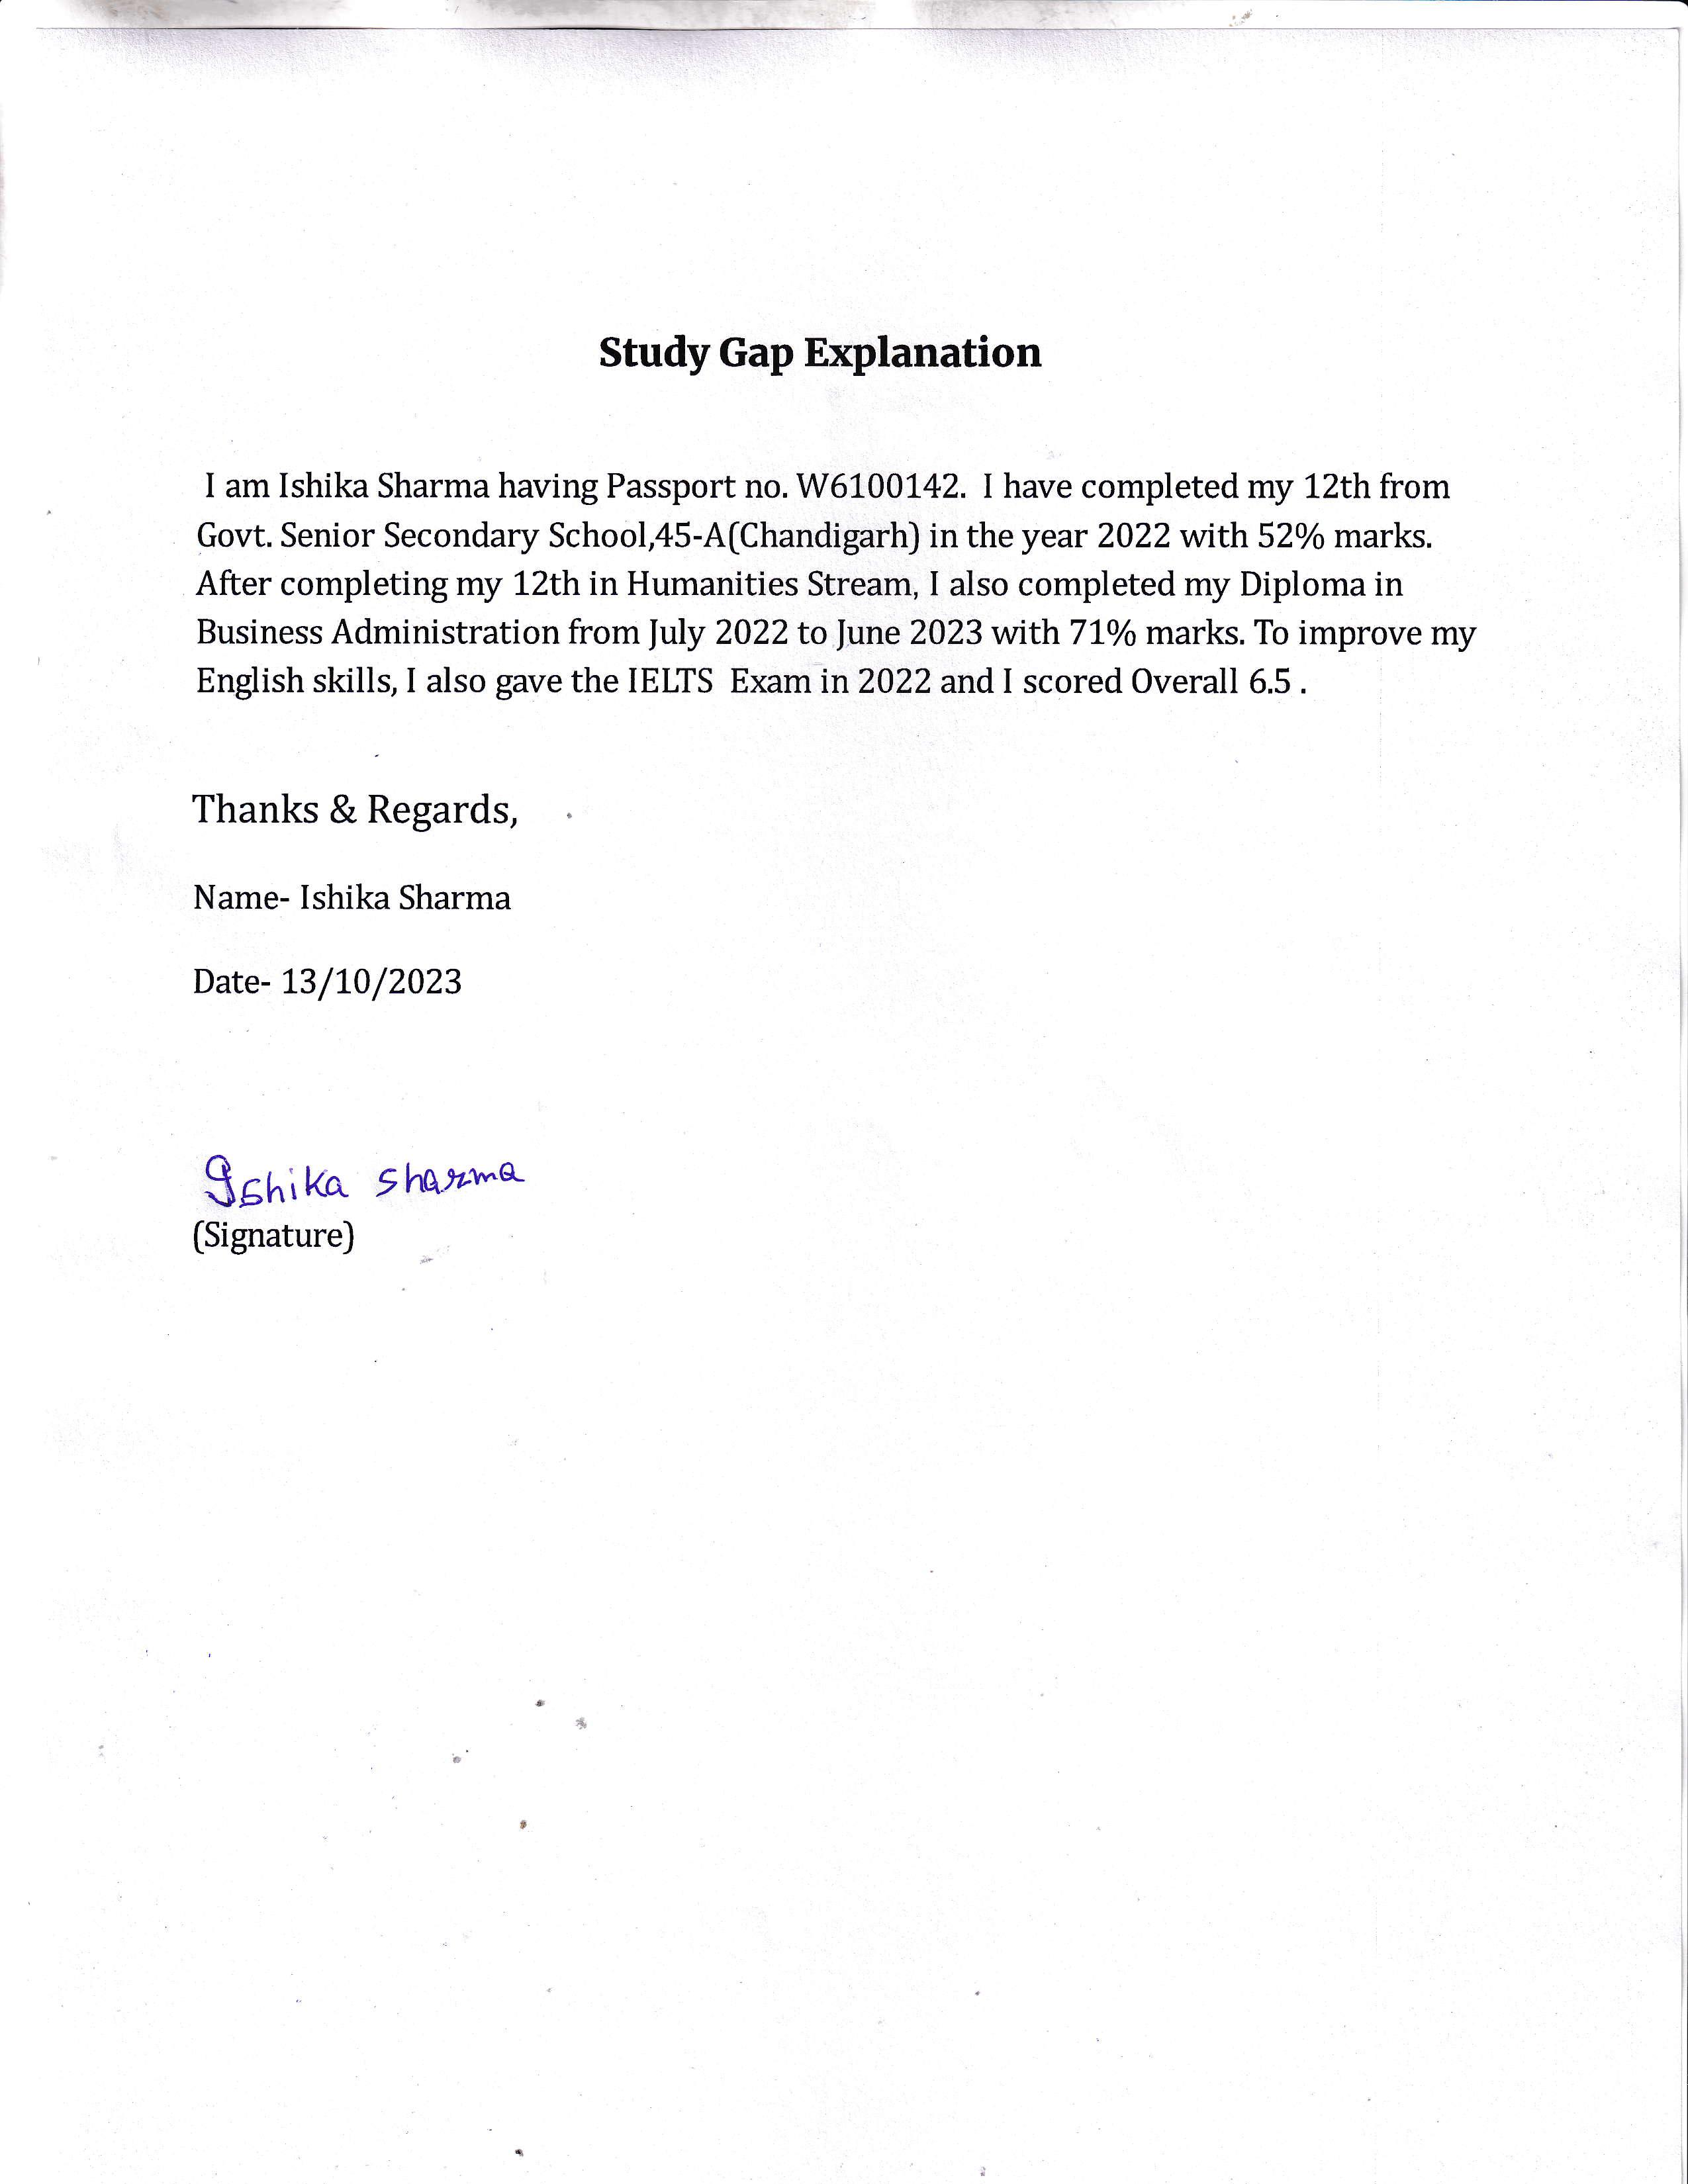 Study Gap Explanation
I am Ishika Sharma having Passport no. W6100142. I have completed my 12th from
Govt. Senior Secondary School,45-A(Chandigarh) in the year 2022 with 52% marks.
After completing my 12th in Humanities Stream, I also completed my Diploma in
Business Administration from July 2022 to June 2023 with 71% marks. To improve my
English skills, I also gave the IELTS Exam in 2022 and I scored Overall 6.5 .
Thanks & Regards,
Name- Ishika Sharma
Date- 13/10/2023
Ishika sharma
(Signature)